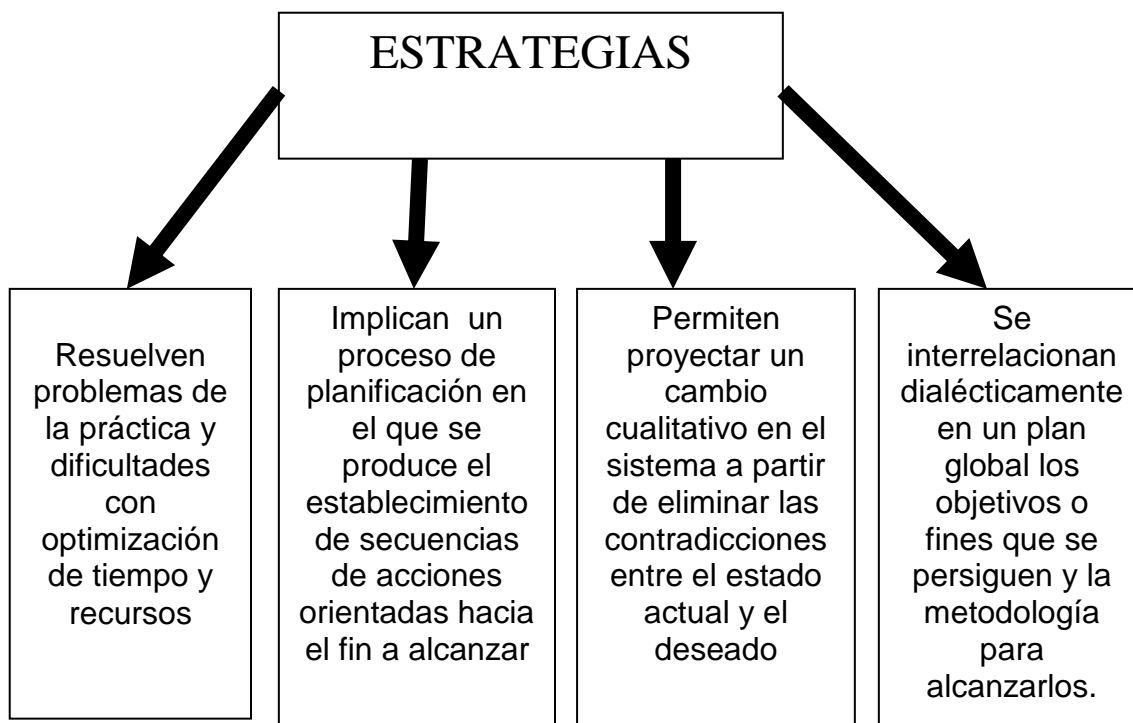 ESTRATEGIAS
Resuelven
problemas de
la práctica y
dificultades
con
optimización
de tiempo y
recursos
Implican un
proceso de
planificación en
el que se
produce el
establecimiento
de secuencias
de acciones
orientadas hacia
el fin a alcanzar
Permiten
proyectar un
cambio
cualitativo en el
sistema a partir
de eliminar las
contradicciones
entre el estado
actual y el
deseado
Se
interrelacionan
dialécticamente
en un plan
global los
objetivos o
fines que se
persiguen y la
metodología
para
alcanzarlos.